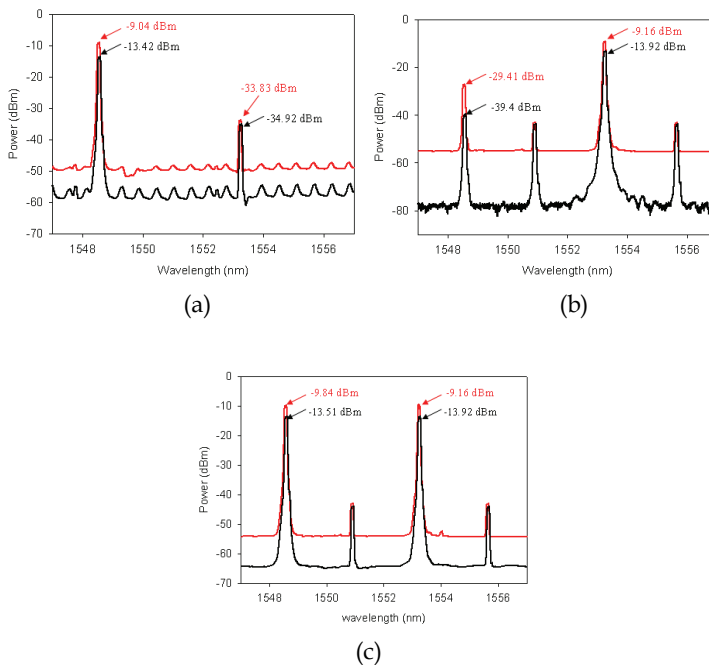 -9.04 dBm
-13.42 dBm
-33.83 dBm
-34.92 dBm
Power (dBm)
0
-10
-20
-30
-40
-50
-60
-70
1548 1550 1552 1554 1556
Wavelength (nm)
(a)
-9.16 dBm
-13.92 dBm
-29.41 dBm
-39.4 dBm
Power (dBm)
0
-20
-40
-60
-80
1548 1550 1552 1554 1556
Wavelength (nm)
(b)
-9.84 dBm
-13.51 dBm
-9.16 dBm
-13.92 dBm
Power (dBm)
0
-10
-20
-30
-40
-50
-60
-70
1548 1550 1552 1554 1556
wavelength (nm)
(c)